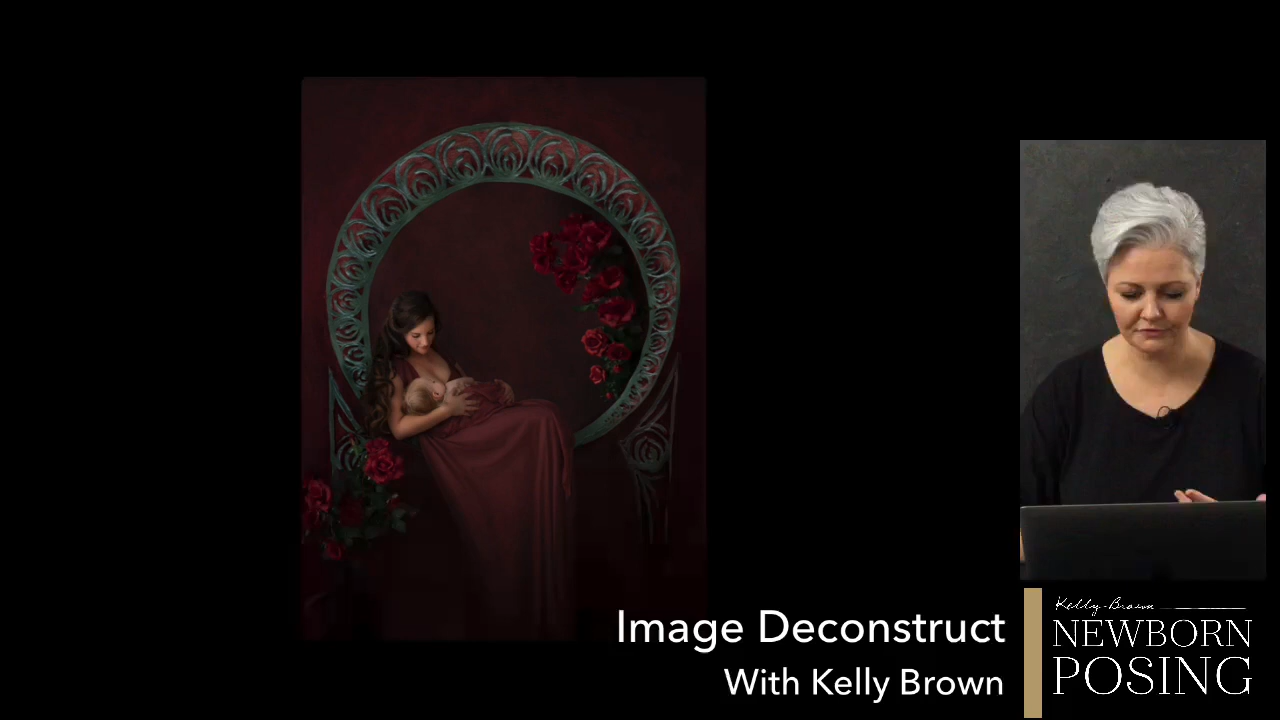 Image Deconstruct
With Kelly Brown
Kelly Brown
NEWBORN
POSING